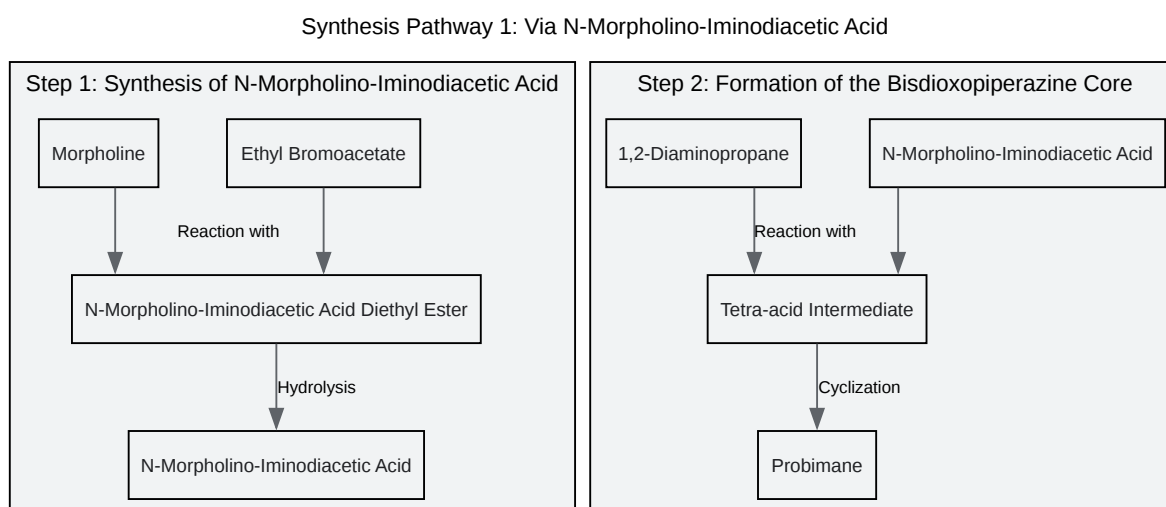 Synthesis Pathway 1: Via N-Morpholino-Iminodiacetic Acid
Step 1: Synthesis of N-Morpholino-Iminodiacetic Acid
Morpholine
Ethyl Bromoacetate
Reaction with
N-Morpholino-Iminodiacetic Acid Diethyl Ester
Hydrolysis
N-Morpholino-Iminodiacetic Acid
Step 2: Formation of the Bisdioxopiperazine Core
1,2-Diaminopropane
N-Morpholino-Iminodiacetic Acid
Reaction with
Tetra-acid Intermediate
Cyclization
Probimane